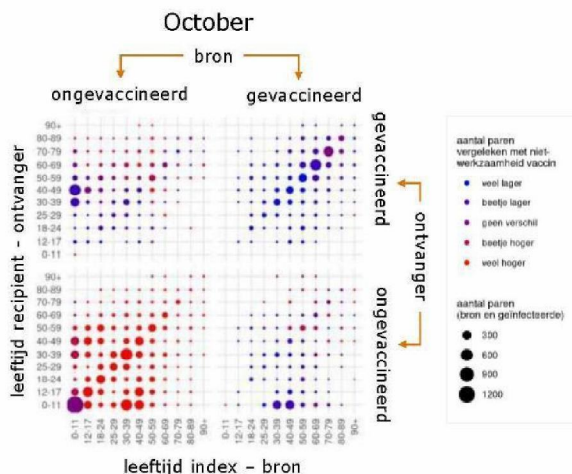 October
bron
ongevaccineerd
gevaccineerd
90+
80-89
70-79
60-69
50-59
40-49
30-39
25-29
18-24
12-17
0-11
90+
80-89
70-79
60-69
50-59
40-49
30-39
25-29
18-24
12-17
0-11
leeftijd recipient - ontvanger
0-11
12-17
18-24
25-29
30-39
40-49
50-59
60-69
70-79
80-89
90+
0-11
12-17
18-24
25-29
30-39
40-49
50-59
60-69
70-79
80-89
90+
leeftijd index - bron
gevaccineerd
ongevaccineerd
ontvanger
aantal paren
vergeleken met niet-
werkzaamheid vaccin
veel lager
beetje lager
geen verschil
beetje hoger
veel hoger
aantal paren
(bron en geïnfecteerde)
300
600
900
1200